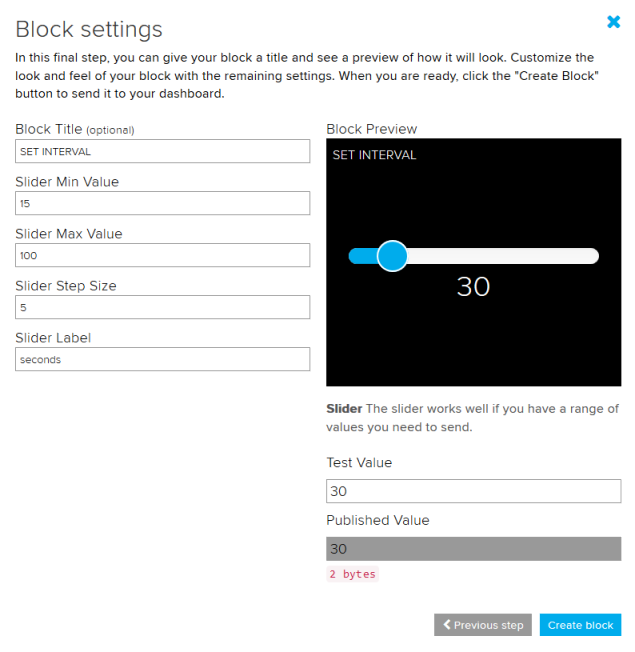 Block settings
In this final step, you can give your block a title and see a preview of how it will look. Customize the
look and feel of your block with the remaining settings. When you are ready, click the "Create Block"
button to send it to your dashboard.
Block Title (optional)
SET INTERVAL
Slider Min Value
15
Slider Max Value
100
Slider Step Size
5
Slider Label
seconds
Block Preview
SET INTERVAL
30
Slider The slider works well if you have a range of
values you need to send.
Test Value
30
Published Value
30
2 bytes
Previous step
Create block